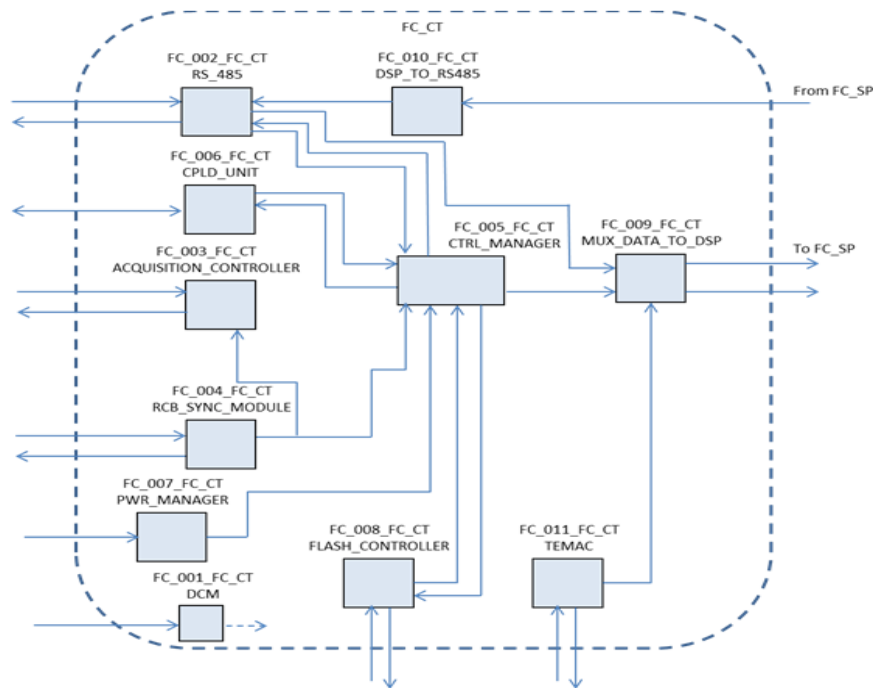 FC_CT
FC_002_FC_CT
RS_485
FC_010_FC_CT
DSP_TO_RS485
From FC_SP
FC_006_FC_CT
CPLD_UNIT
FC_005_FC_CT
CTRL_MANAGER
FC_009_FC_CT
MUX_DATA_TO_DSP
To FC_SP
FC_003_FC_CT
ACQUISITION_CONTROLLER
FC_004_FC_CT
RCB_SYNC_MODULE
FC_007_FC_CT
PWR_MANAGER
FC_008_FC_CT
FLASH_CONTROLLER
FC_011_FC_CT
TEMAC
FC_001_FC_CT
DCM